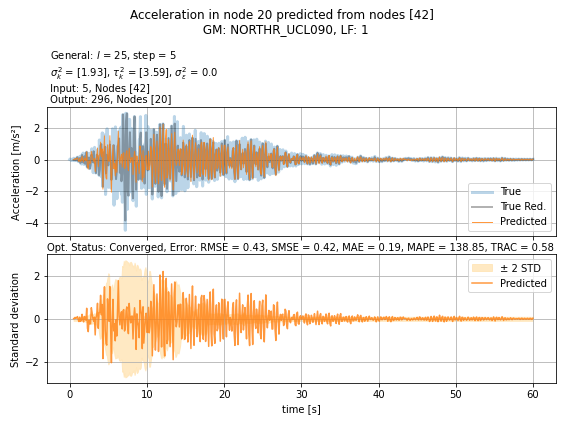 Acceleration in node 20 predicted from nodes [42]
GM: NORTHR_UCL090, LF: 1
General: l = 25, step = 5
σ²ₖ = [1.93], τ²ₖ = [3.59], σ²ₑ = 0.0
Input: 5, Nodes [42]
Output: 296, Nodes [20]
Acceleration [m/s²]
2
0
−2
−4
True
True Red.
Predicted
Opt. Status: Converged, Error: RMSE = 0.43, SMSE = 0.42, MAE = 0.19, MAPE = 138.85, TRAC = 0.58
Standard deviation
2
0
−2
± 2 STD
Predicted
0 10 20 30 40 50 60
time [s]